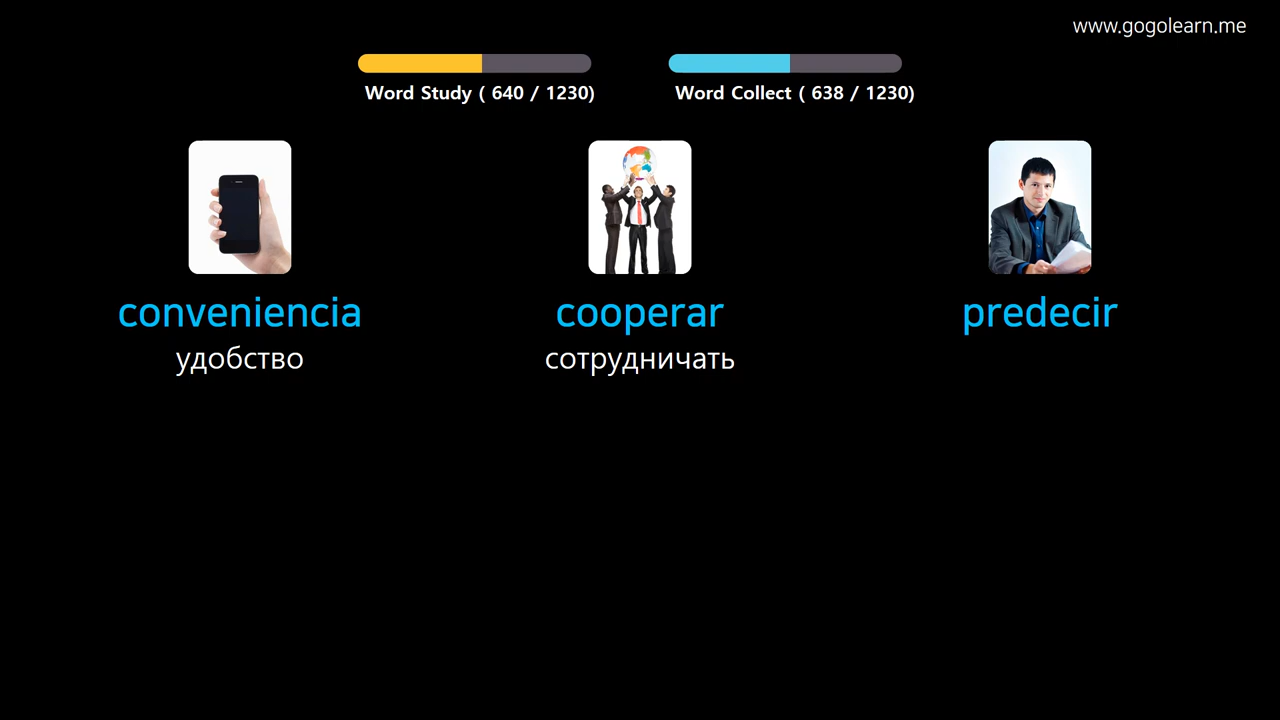 www.gogolearn.me
Word Study ( 640 / 1230)
Word Collect ( 638 / 1230)
conveniencia
cooperar
predecir
удобство
сотрудничать